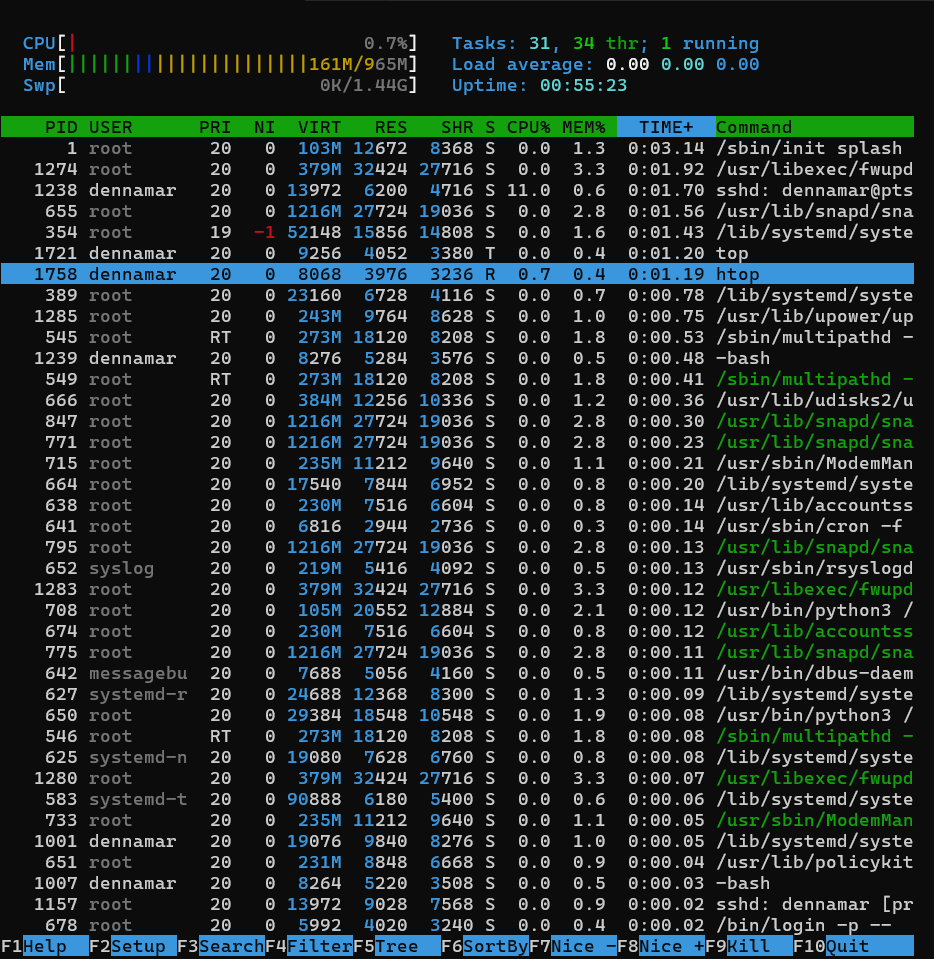 CPU[| 0.7%] Tasks: 31, 34 thr; 1 running
Mem[|||||||||||||||||||||||161M/965M] Load average: 0.00 0.00 0.00
Swp[ 0K/1.44G] Uptime: 00:55:23
PID USER PRI NI VIRT RES SHR S CPU% MEM% TIME+ Command
1 root 20 0 103M 12672 8368 S 0.0 1.3 0:03.14 /sbin/init splash
1274 root 20 0 379M 32424 27716 S 0.0 3.3 0:01.92 /usr/libexec/fwupd
1238 dennamar 20 0 13972 6200 4716 S 11.0 0.6 0:01.70 sshd: dennamar@pts
655 root 20 0 1216M 27724 19036 S 0.0 2.8 0:01.56 /usr/lib/snapd/sna
354 root 19 -1 52148 15856 14808 S 0.0 1.6 0:01.43 /lib/systemd/syste
1721 dennamar 20 0 9256 4052 3380 T 0.0 0.4 0:01.20 top
1758 dennamar 20 0 8068 3976 3236 R 0.7 0.4 0:01.19 htop
389 root 20 0 23160 6728 4116 S 0.0 0.7 0:00.78 /lib/systemd/syste
1285 root 20 0 243M 9764 8628 S 0.0 1.0 0:00.75 /usr/lib/upower/up
545 root RT 0 273M 18120 8208 S 0.0 1.8 0:00.53 /sbin/multipathd -
1239 dennamar 20 0 8276 5284 3576 S 0.0 0.5 0:00.48 -bash
549 root RT 0 273M 18120 8208 S 0.0 1.8 0:00.41 /sbin/multipathd -
666 root 20 0 384M 12256 10336 S 0.0 1.2 0:00.36 /usr/lib/udisks2/u
847 root 20 0 1216M 27724 19036 S 0.0 2.8 0:00.30 /usr/lib/snapd/sna
771 root 20 0 1216M 27724 19036 S 0.0 2.8 0:00.23 /usr/lib/snapd/sna
715 root 20 0 235M 11212 9640 S 0.0 1.1 0:00.21 /usr/sbin/ModemMan
664 root 20 0 17540 7844 6952 S 0.0 0.8 0:00.20 /lib/systemd/syste
638 root 20 0 230M 7516 6604 S 0.0 0.8 0:00.14 /usr/lib/accountss
641 root 20 0 6816 2944 2736 S 0.0 0.3 0:00.14 /usr/sbin/cron -f
795 root 20 0 1216M 27724 19036 S 0.0 2.8 0:00.13 /usr/lib/snapd/sna
652 syslog 20 0 219M 5416 4092 S 0.0 0.5 0:00.13 /usr/sbin/rsyslogd
1283 root 20 0 379M 32424 27716 S 0.0 3.3 0:00.12 /usr/libexec/fwupd
708 root 20 0 105M 20552 12884 S 0.0 2.1 0:00.12 /usr/bin/python3 /
674 root 20 0 230M 7516 6604 S 0.0 0.8 0:00.12 /usr/lib/accountss
775 root 20 0 1216M 27724 19036 S 0.0 2.8 0:00.11 /usr/lib/snapd/sna
642 messagebu 20 0 7688 5056 4160 S 0.0 0.5 0:00.11 /usr/bin/dbus-daem
627 systemd-r 20 0 24688 12368 8300 S 0.0 1.3 0:00.09 /lib/systemd/syste
650 root 20 0 29384 18548 10548 S 0.0 1.9 0:00.08 /usr/bin/python3 /
546 root RT 0 273M 18120 8208 S 0.0 1.8 0:00.08 /sbin/multipathd -
625 systemd-n 20 0 19080 7628 6760 S 0.0 0.8 0:00.08 /lib/systemd/syste
1280 root 20 0 379M 32424 27716 S 0.0 3.3 0:00.07 /usr/libexec/fwupd
583 systemd-t 20 0 90888 6180 5400 S 0.0 0.6 0:00.06 /lib/systemd/syste
733 root 20 0 235M 11212 9640 S 0.0 1.1 0:00.05 /usr/sbin/ModemMan
1001 dennamar 20 0 19076 9840 8276 S 0.0 1.0 0:00.05 /lib/systemd/syste
651 root 20 0 231M 8848 6668 S 0.0 0.9 0:00.04 /usr/lib/policykit
1007 dennamar 20 0 8264 5220 3508 S 0.0 0.5 0:00.03 -bash
1157 root 20 0 13972 9028 7568 S 0.0 0.9 0:00.02 sshd: dennamar [pr
678 root 20 0 5992 4020 3240 S 0.0 0.4 0:00.02 /bin/login -p --
F1Help F2Setup F3SearchF4FilterF5Tree F6SortByF7Nice -F8Nice +F9Kill F10Quit